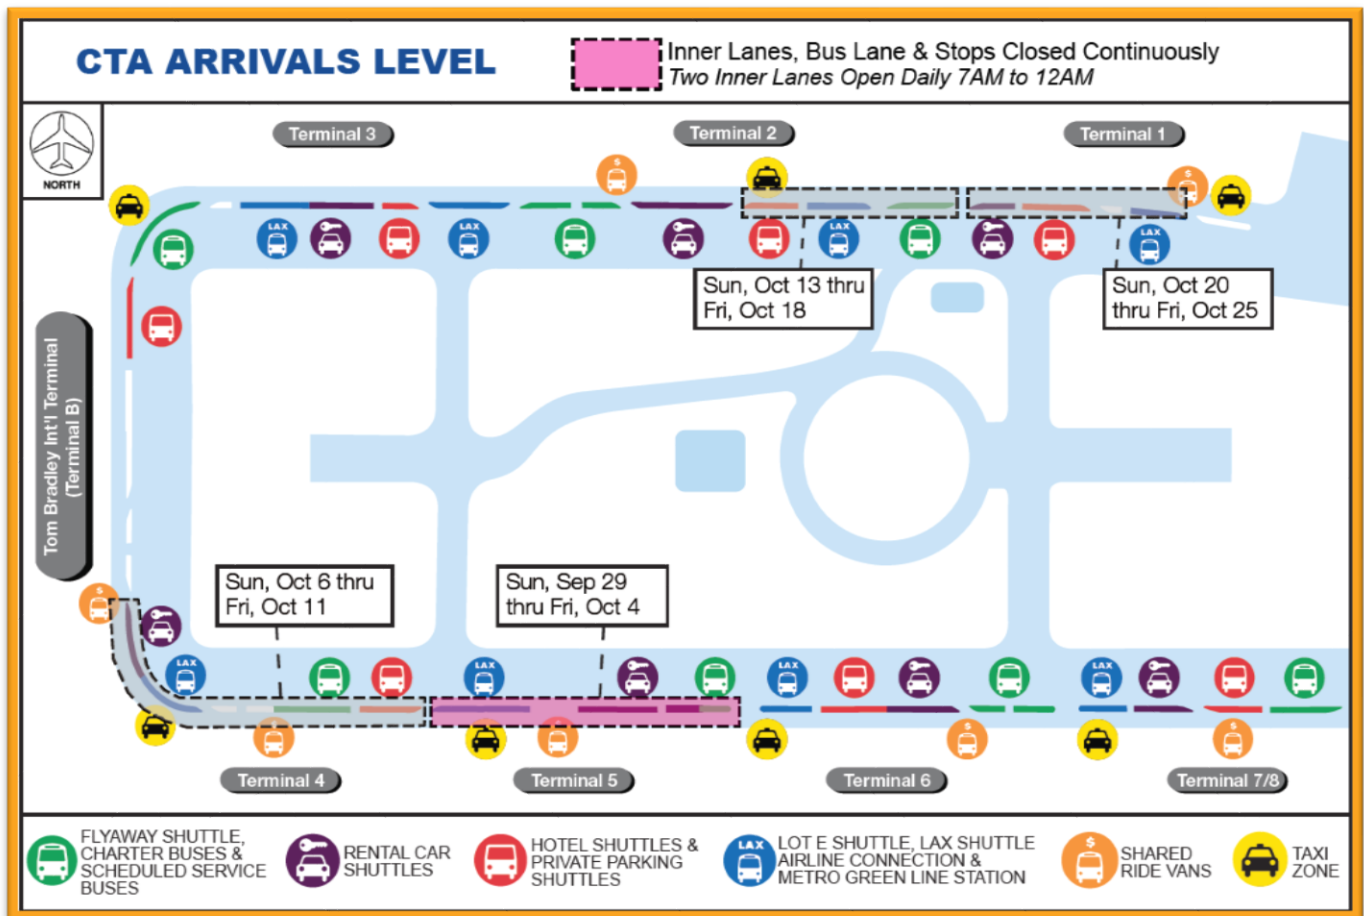 CTA ARRIVALS LEVEL
Inner Lanes, Bus Lane & Stops Closed Continuously
Two Inner Lanes Open Daily 7AM to 12AM
NORTH
Terminal 3
Terminal 2
Terminal 1
$
$
LAX
LAX
LAX
LAX
Sun, Oct 13 thru
Fri, Oct 18
Sun, Oct 20
thru Fri, Oct 25
Tom Bradley Int'l Terminal
(Terminal B)
Sun, Oct 6 thru
Fri, Oct 11
Sun, Sep 29
thru Fri, Oct 4
$
LAX
LAX
LAX
LAX
$
$
$
$
Terminal 4
Terminal 5
Terminal 6
Terminal 7/8
FLYAWAY SHUTTLE,
CHARTER BUSES &
SCHEDULED SERVICE
BUSES
RENTAL CAR
SHUTTLES
HOTEL SHUTTLES &
PRIVATE PARKING
SHUTTLES
LAX
LOT E SHUTTLE, LAX SHUTTLE
AIRLINE CONNECTION &
METRO GREEN LINE STATION
$
SHARED
RIDE VANS
TAXI
ZONE